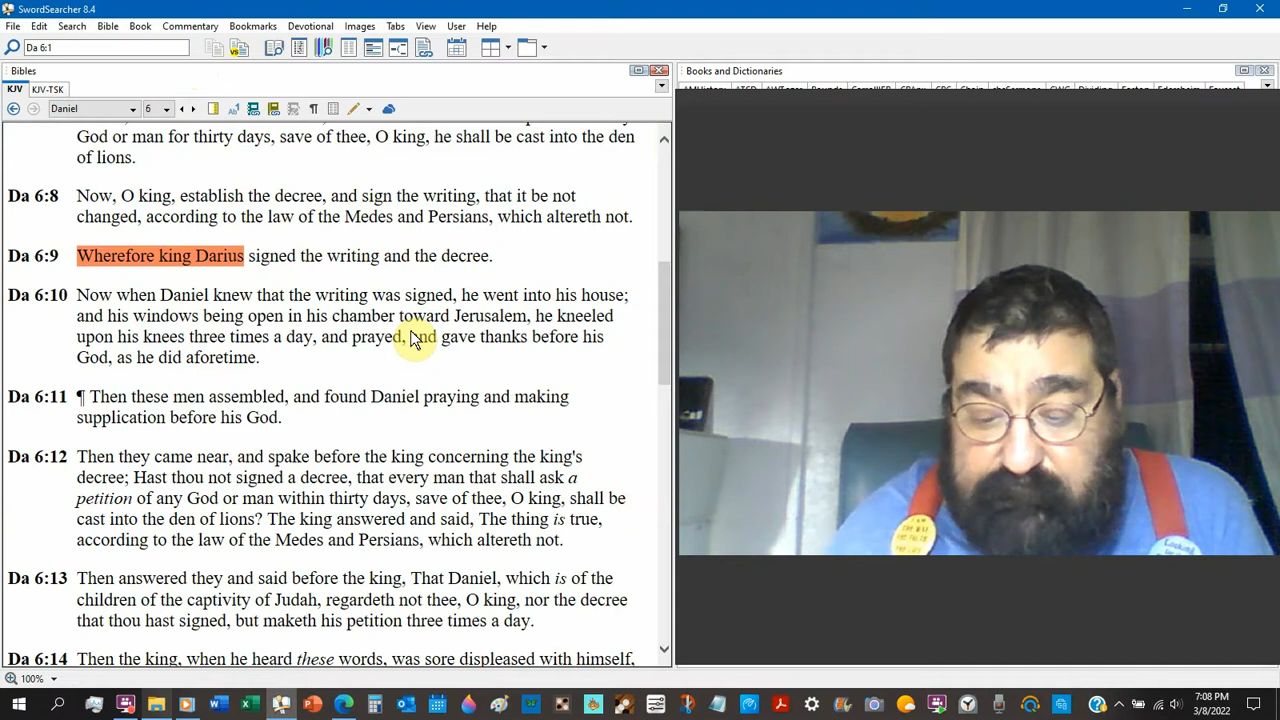 SwordSearcher 8.4
File Edit Search Bible Book Commentary Bookmarks Devotional Images Tabs View User Help
Da 6:1
Bibles
Books and Dictionaries
KJV KJV-TSK
Daniel 6
God or man for thirty days, save of thee, O king, he shall be cast into the den
of lions.
Da 6:8 Now, O king, establish the decree, and sign the writing, that it be not
changed, according to the law of the Medes and Persians, which altereth not.
Da 6:9 Wherefore king Darius signed the writing and the decree.
Da 6:10 Now when Daniel knew that the writing was signed, he went into his house;
and his windows being open in his chamber toward Jerusalem, he kneeled
upon his knees three times a day, and prayed, and gave thanks before his
God, as he did aforetime.
Da 6:11 ¶ Then these men assembled, and found Daniel praying and making
supplication before his God.
Da 6:12 Then they came near, and spake before the king concerning the king's
decree; Hast thou not signed a decree, that every man that shall ask a
petition of any God or man within thirty days, save of thee, O king, shall be
cast into the den of lions? The king answered and said, The thing is true,
according to the law of the Medes and Persians, which altereth not.
Da 6:13 Then answered they and said before the king, That Daniel, which is of the
children of the captivity of Judah, regardeth not thee, O king, nor the decree
that thou hast signed, but maketh his petition three times a day.
Da 6:14 Then the king, when he heard these words, was sore displeased with himself,
100%
7:08 PM
3/8/2022